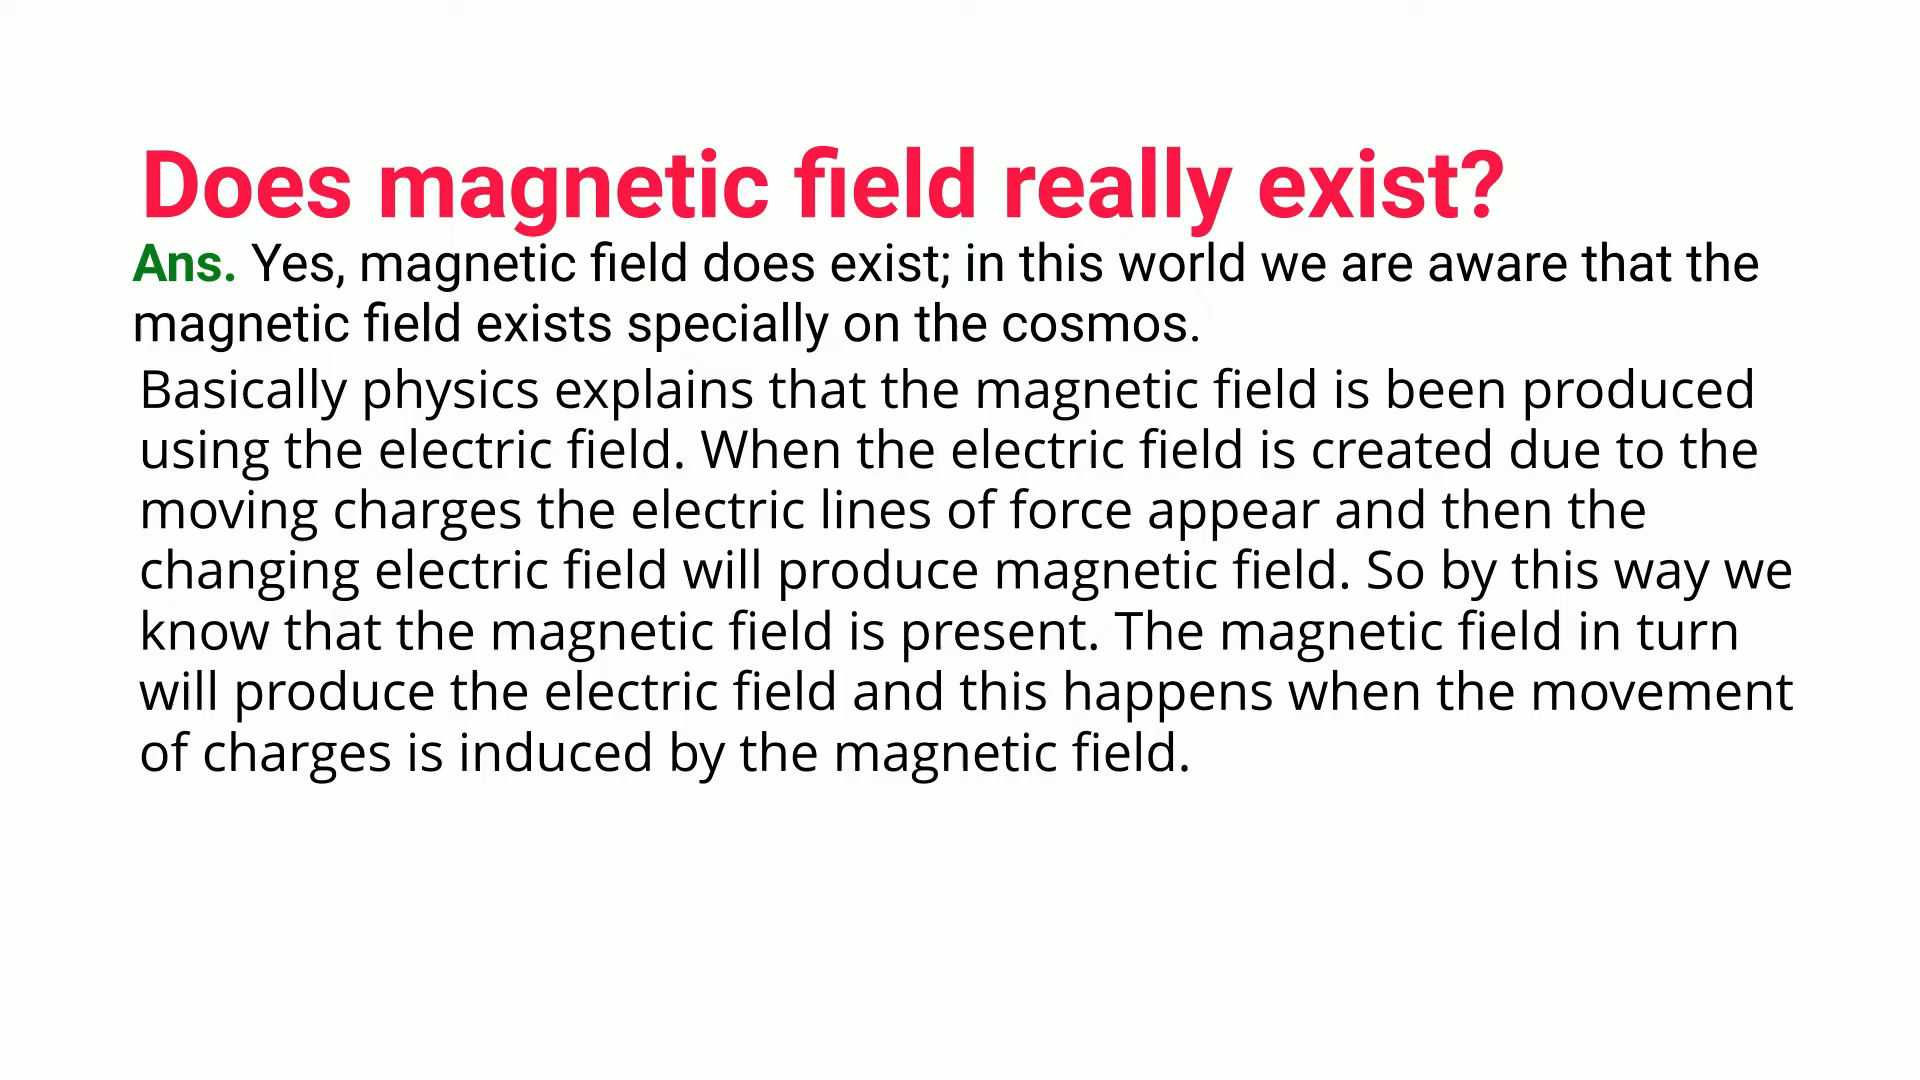 Does magnetic field really exist?
Ans. Yes, magnetic field does exist; in this world we are aware that the
magnetic field exists specially on the cosmos.
Basically physics explains that the magnetic field is been produced
using the electric field. When the electric field is created due to the
moving charges the electric lines of force appear and then the
changing electric field will produce magnetic field. So by this way we
know that the magnetic field is present. The magnetic field in turn
will produce the electric field and this happens when the movement
of charges is induced by the magnetic field.